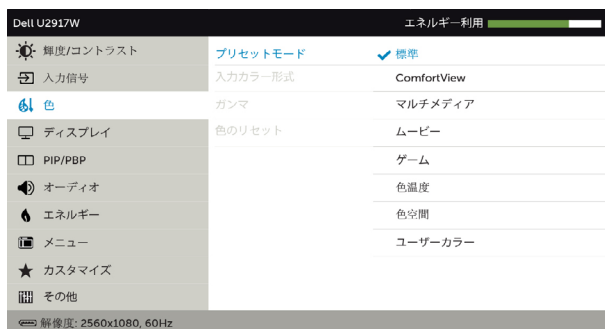 Dell U2917W
エネルギー利用
輝度/コントラスト
入力信号
色
ディスプレイ
PIP/PBP
オーディオ
エネルギー
メニュー
カスタマイズ
その他
プリセットモード
入力カラー形式
ガンマ
色のリセット
標準
ComfortView
マルチメディア
ムービー
ゲーム
色温度
色空間
ユーザーカラー
解像度: 2560x1080, 60Hz